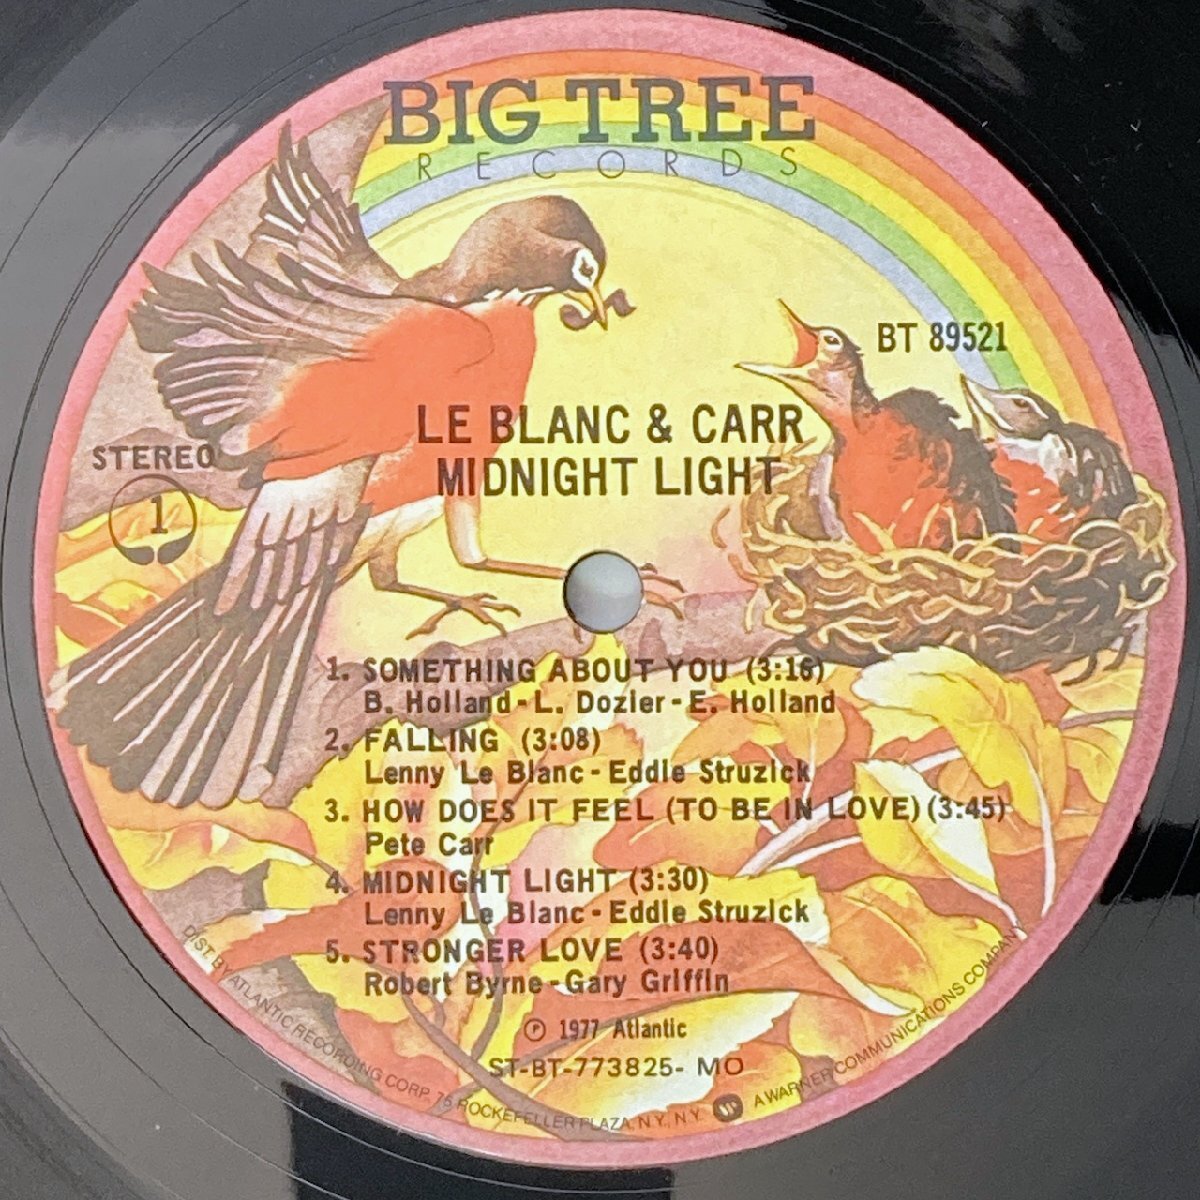 BIG TREE
RECORDS
BT 89521
LE BLANC & CARR
MIDNIGHT LIGHT
STEREO
1
1. SOMETHING ABOUT YOU (3:16)
B. Holland-L. Dozier-E. Holland
2. FALLING (3:08)
Lenny Le Blanc-Eddie Struzick
3. HOW DOES IT FEEL (TO BE IN LOVE) (3:45)
Pete Carr
4. MIDNIGHT LIGHT (3:30)
Lenny Le Blanc-Eddie Struzick
5. STRONGER LOVE (3:40)
Robert Byrne-Gary Griffin
℗ 1977 Atlantic
ST-BT-773825- MO
DIST. BY ATLANTIC RECORDING CORP. 75 ROCKEFELLER PLAZA, N.Y., N.Y. A WARNER COMMUNICATIONS COMPANY